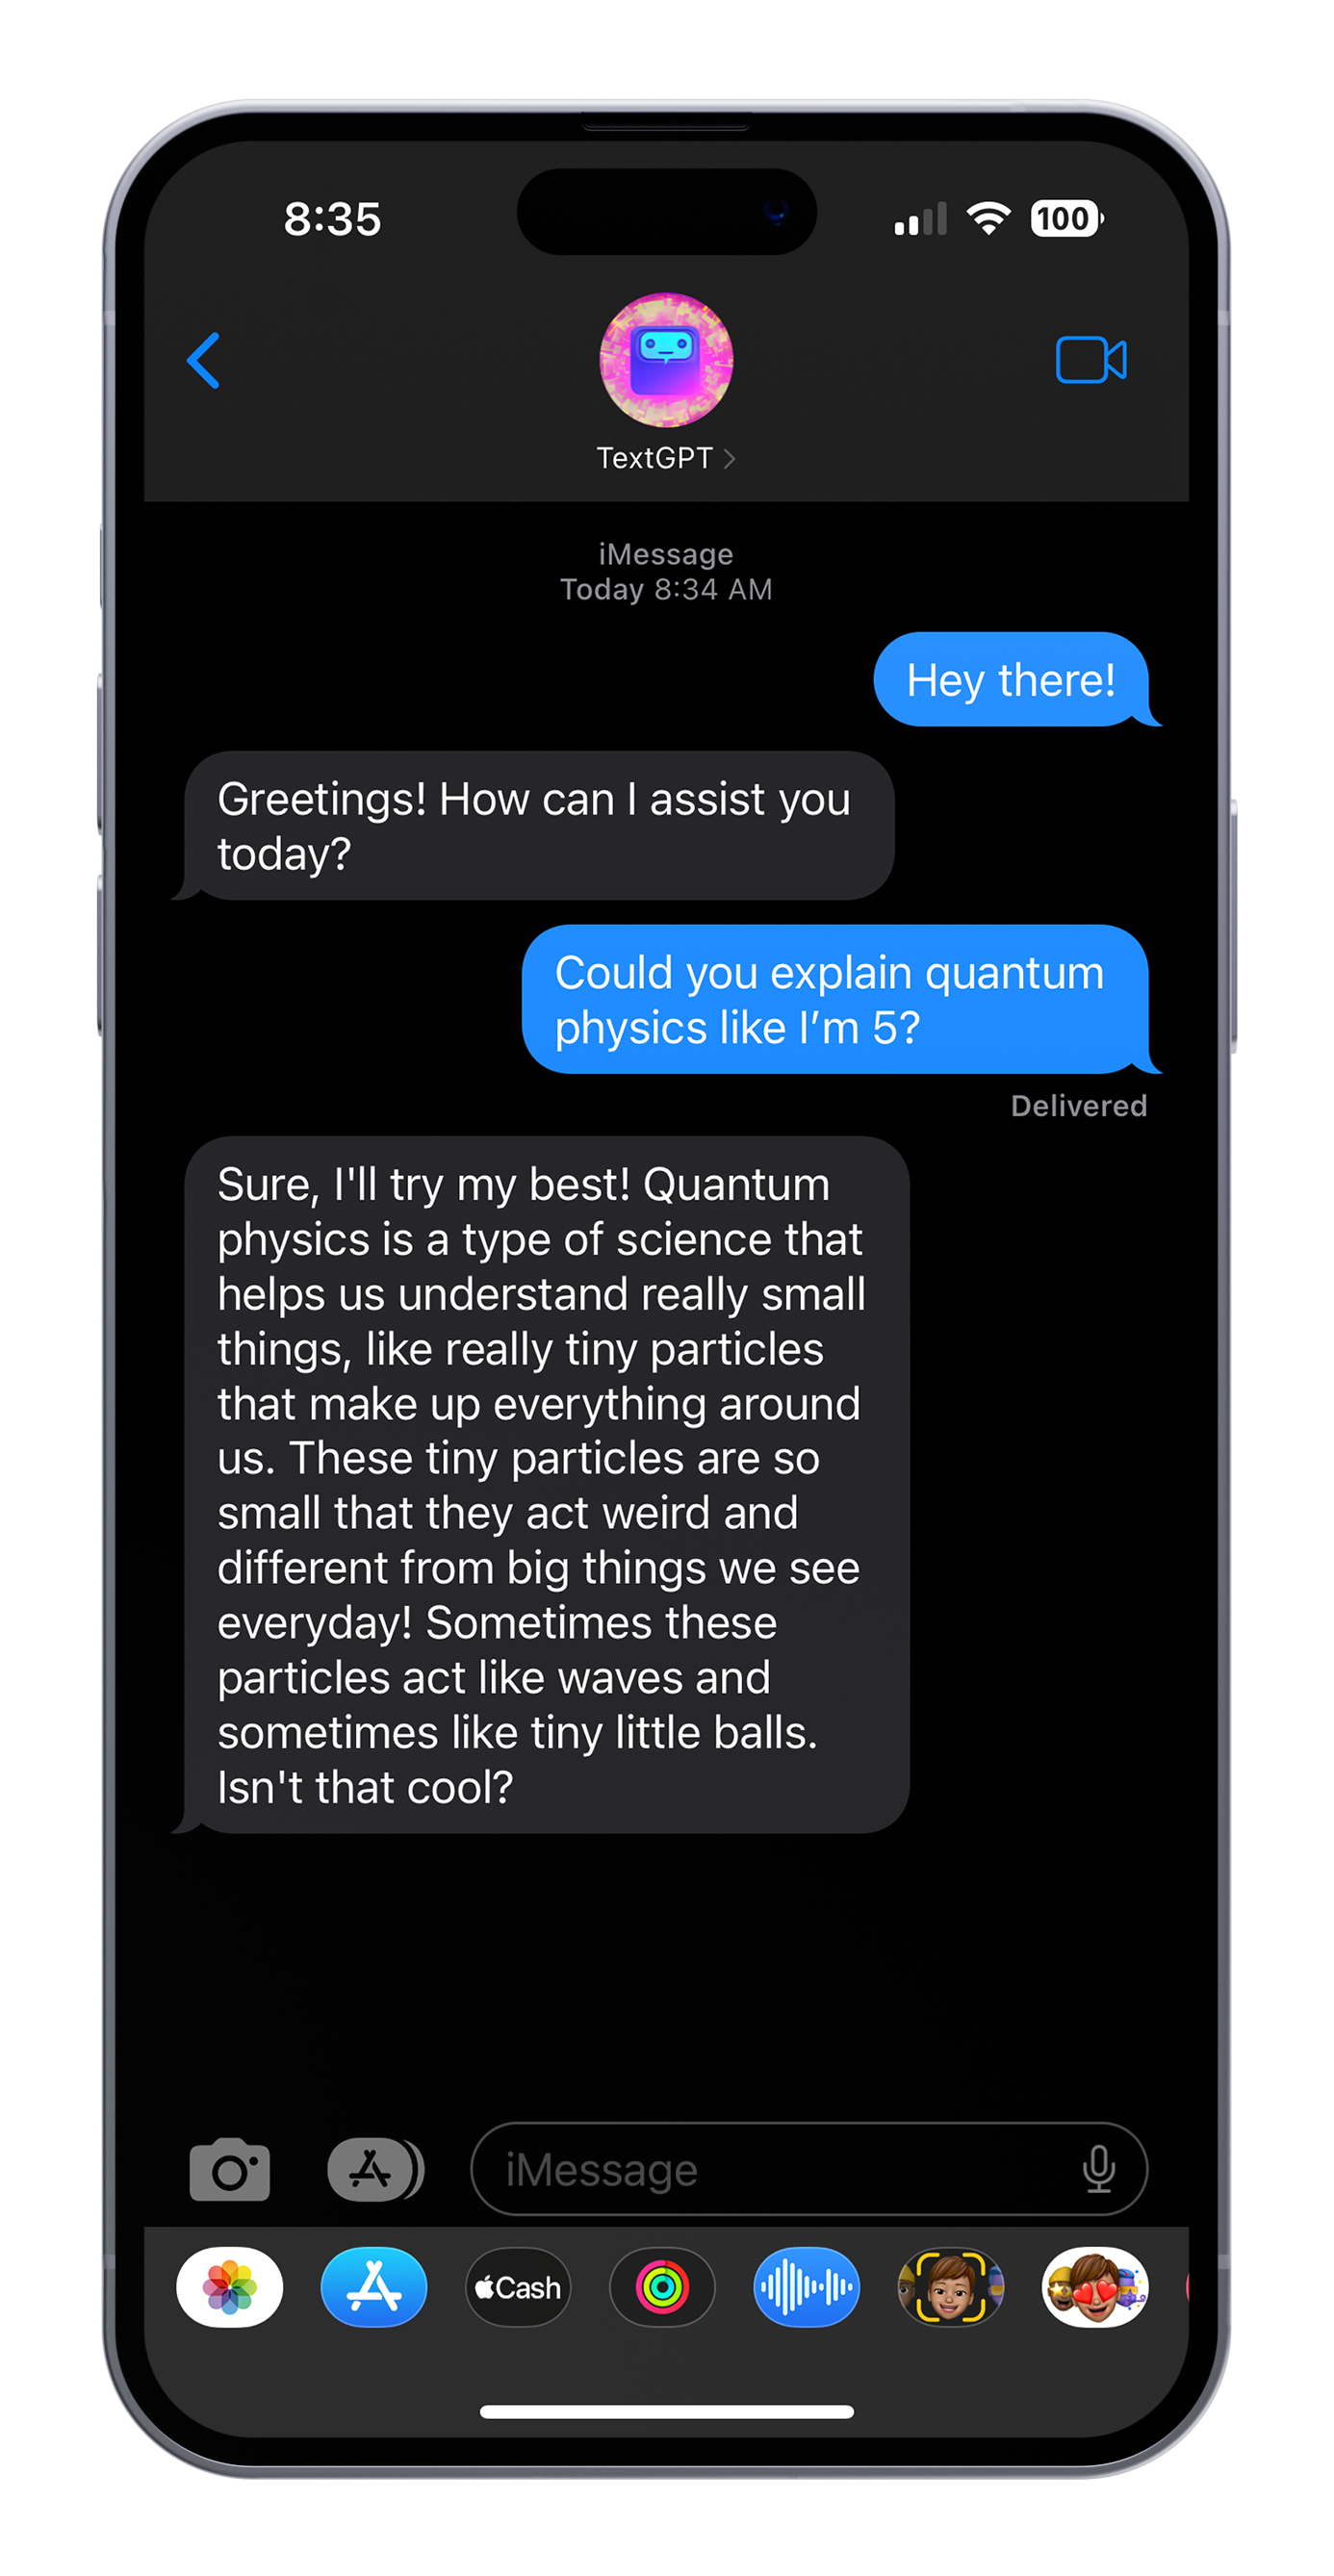 8:35
100
TextGPT
iMessage
Today 8:34 AM
Hey there!
Greetings! How can I assist you
today?
Could you explain quantum
physics like I’m 5?
Delivered
Sure, I'll try my best! Quantum
physics is a type of science that
helps us understand really small
things, like really tiny particles
that make up everything around
us. These tiny particles are so
small that they act weird and
different from big things we see
everyday! Sometimes these
particles act like waves and
sometimes like tiny little balls.
Isn't that cool?
iMessage
Cash